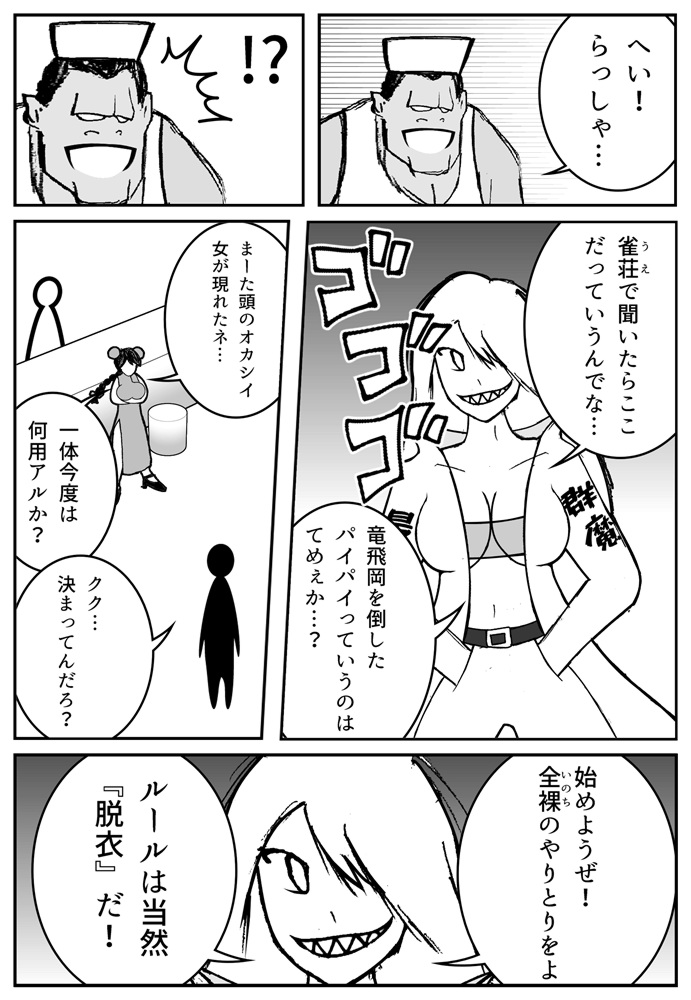 へい！
らっしゃ…
!?
雀荘で聞いたらここ
うえ
だっていうんでな…
ゴゴゴ
群魔
竜飛岡を倒した
パイパイっていうのは
てめぇか…？
まーた頭のオカシイ
女が現れたネ…
一体今度は
何用アルか？
クク…
決まってんだろ？
始めようぜ！
全裸のやりとりをよ
いのち
ルールは当然
『脱衣』だ！